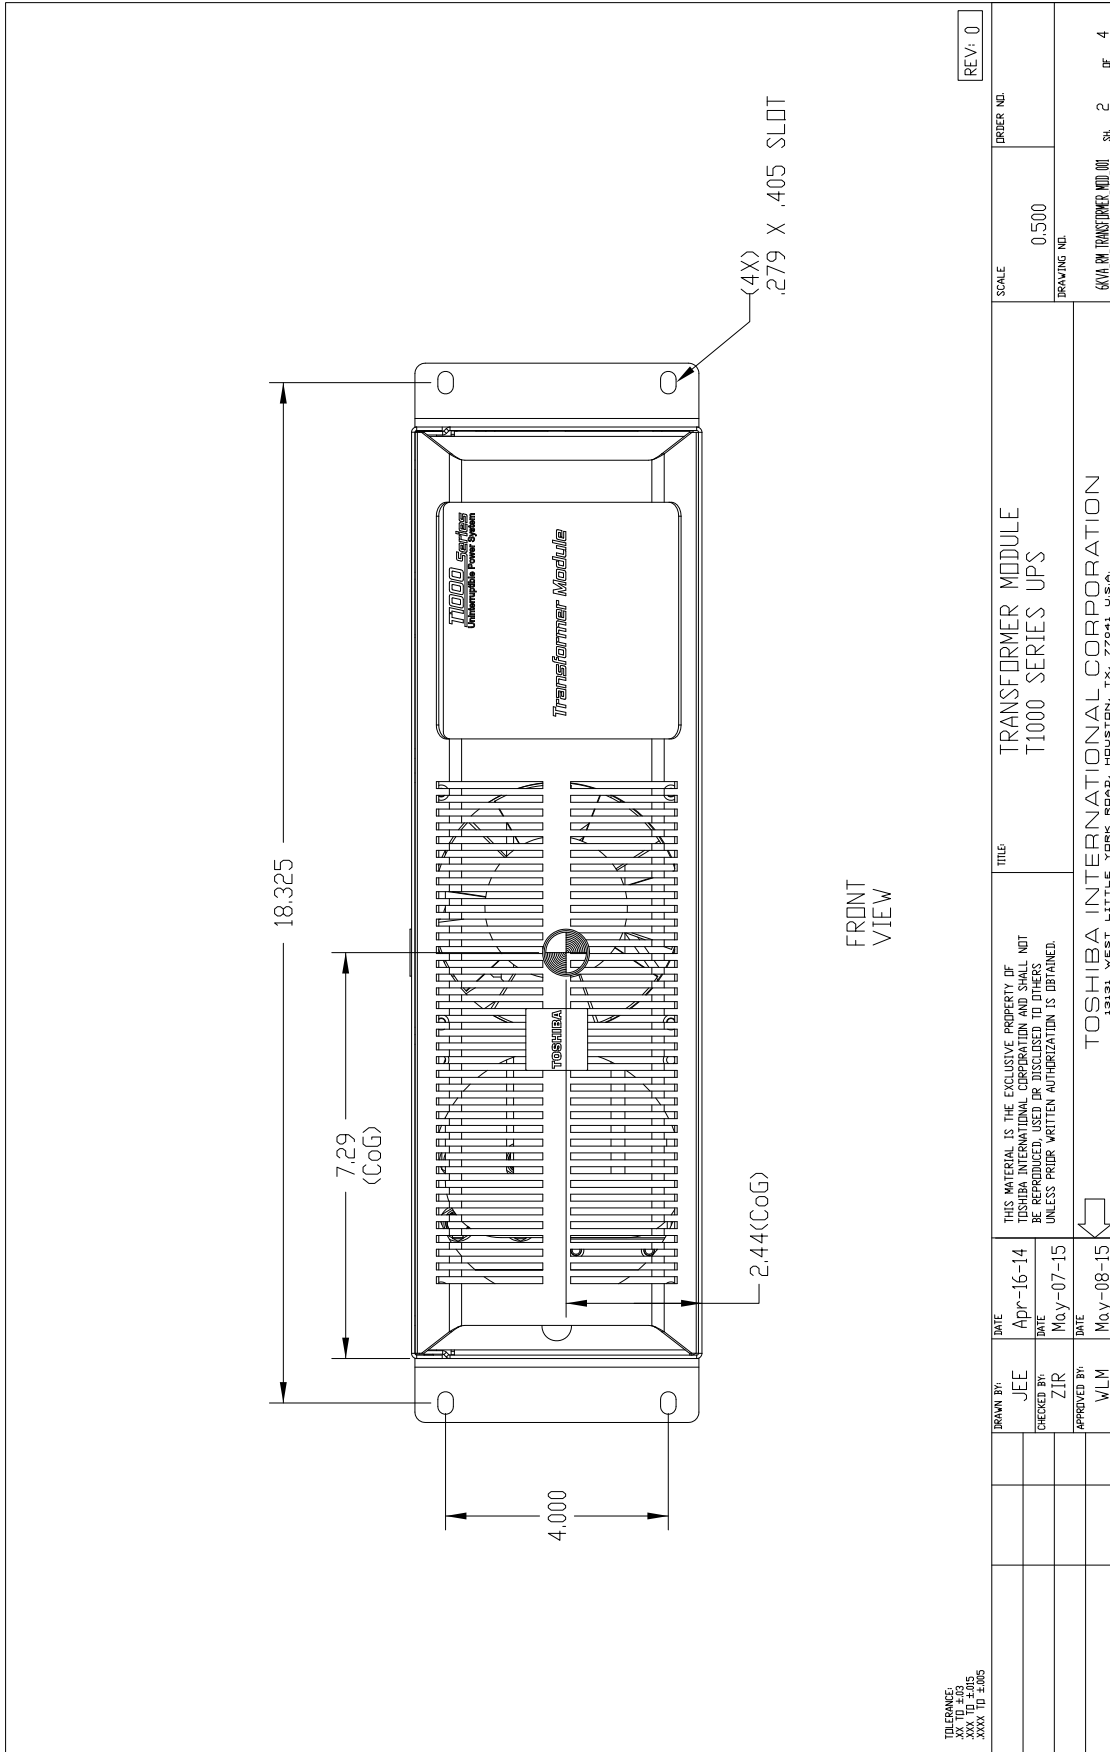 18.325
7.29
(CoG)
4.000
2.44(CoG)
(4X)
.279 X .405 SLOT
T1000 Series
Uninterruptible Power System
Transformer Module
TOSHIBA
FRONT
VIEW
REV: 0
TOLERANCE:
.XX TO ±.03
.XXX TO ±.015
.XXXX TO ±.005
DRAWN BY:
JEE
DATE
Apr-16-14
CHECKED BY:
ZIR
DATE
May-07-15
APPROVED BY:
WLM
DATE
May-08-15
THIS MATERIAL IS THE EXCLUSIVE PROPERTY OF
TOSHIBA INTERNATIONAL CORPORATION AND SHALL NOT
BE REPRODUCED, USED OR DISCLOSED TO OTHERS
UNLESS PRIOR WRITTEN AUTHORIZATION IS OBTAINED.
TITLE:
TRANSFORMER MODULE
T1000 SERIES UPS
SCALE
0.500
ORDER NO.
DRAWING NO.
6KVA_RM_TRANSFORMER_MOD_001
SH. 2 OF 4
TOSHIBA INTERNATIONAL CORPORATION
13131 WEST LITTLE YORK ROAD, HOUSTON, TX. 77041 U.S.A.